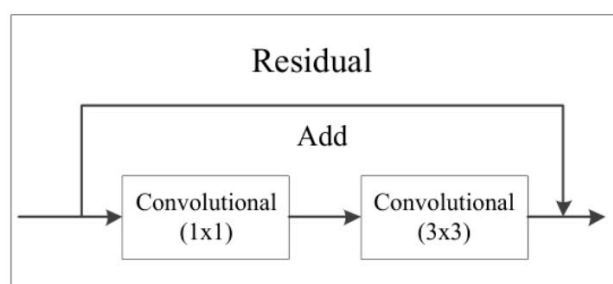 Residual
Add
Convolutional
(1x1)
Convolutional
(3x3)